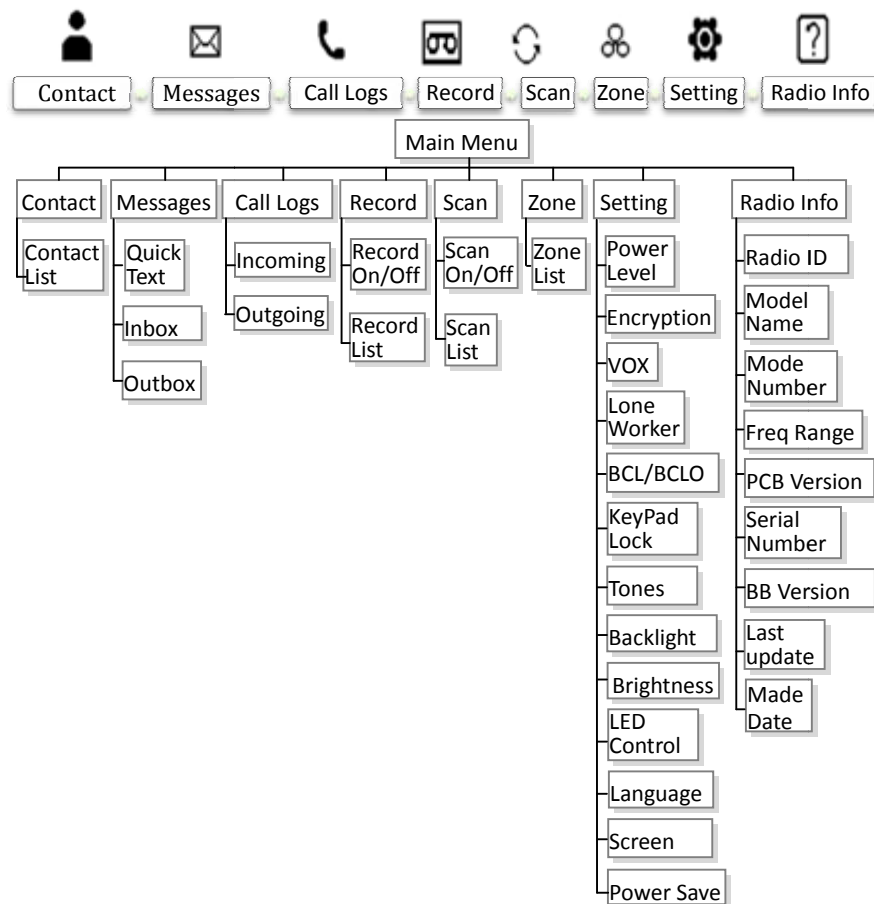 Contact Messages Call Logs Record Scan Zone Setting Radio Info
Main Menu
Contact Messages Call Logs Record Scan Zone Setting Radio Info
Contact
List
Quick
Text
Inbox
Outbox
Incoming
Outgoing
Record
On/Off
Record
List
Scan
On/Off
Scan
List
Zone
List
Power
Level
Encryption
VOX
Lone
Worker
BCL/BCLO
KeyPad
Lock
Tones
Backlight
Brightness
LED
Control
Language
Screen
Power Save
Radio ID
Model
Name
Mode
Number
Freq Range
PCB Version
Serial
Number
BB Version
Last
update
Made
Date